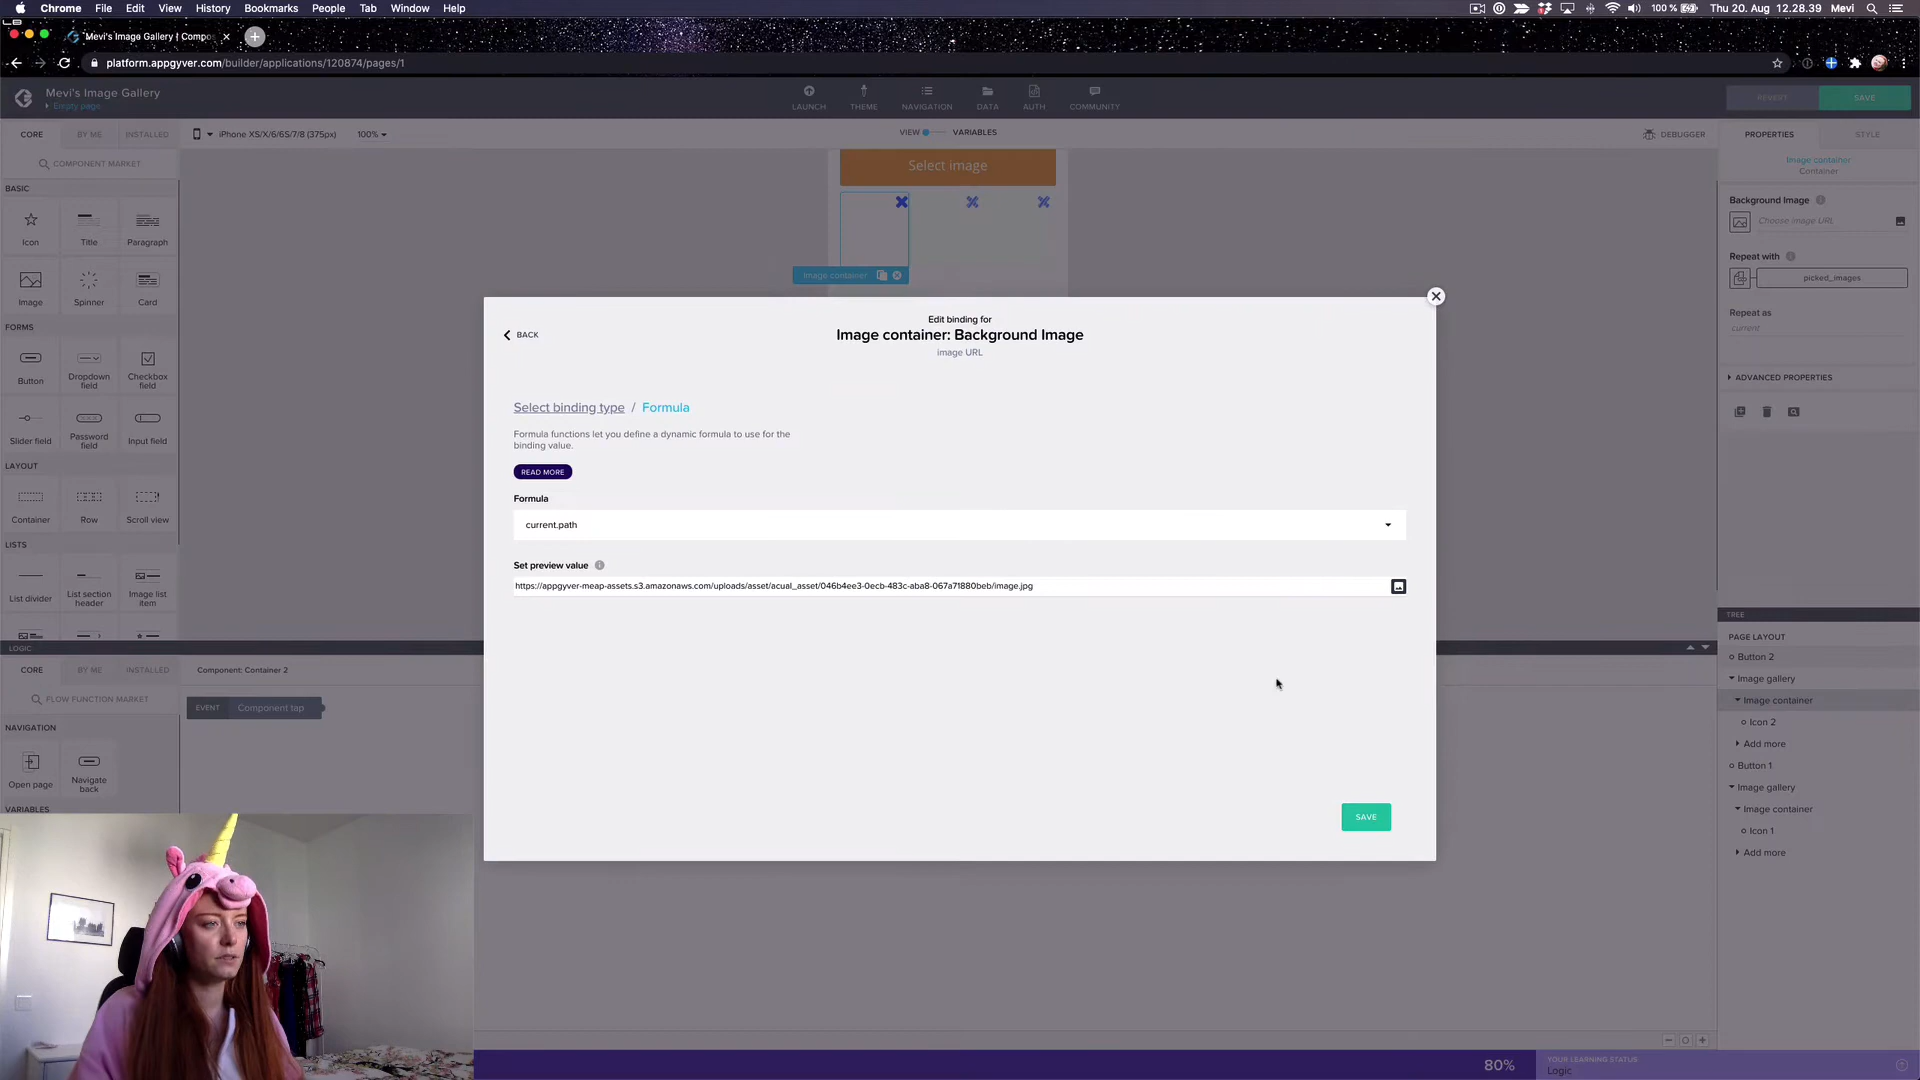 Chrome File Edit View History Bookmarks People Tab Window Help
100 % Thu 20. Aug 12.28.39 Mevi
Mevi's Image Gallery | Compo
platform.appgyver.com/builder/applications/120874/pages/1
Mevi's Image Gallery
Empty page
LAUNCH THEME NAVIGATION DATA AUTH COMMUNITY
REVERT SAVE
CORE BY ME INSTALLED
iPhone XS/X/6/6S/7/8 (375px) 100%
VIEW VARIABLES
DEBUGGER
PROPERTIES STYLE
COMPONENT MARKET
Select image
Image container
Container
BASIC
Background Image
Choose image URL
Icon Title Paragraph
Repeat with
picked_images
Image container
Image Spinner Card
Repeat as
current
FORMS
ADVANCED PROPERTIES
Button Dropdown field Checkbox field
Slider field Password field Input field
LAYOUT
Container Row Scroll view
LISTS
List divider List section header Image list item
Edit binding for
BACK
Image container: Background Image
image URL
Select binding type / Formula
Formula functions let you define a dynamic formula to use for the
binding value.
READ MORE
Formula
current.path
Set preview value
https://appgyver-meap-assets.s3.amazonaws.com/uploads/asset/acual_asset/046b4ee3-0ecb-483c-aba8-067a71880beb/image.jpg
SAVE
TREE
PAGE LAYOUT
Button 2
Image gallery
Image container
Icon 2
Add more
Button 1
Image gallery
Image container
Icon 1
Add more
LOGIC
CORE BY ME INSTALLED
Component: Container 2
FLOW FUNCTION MARKET
EVENT Component tap
NAVIGATION
Open page Navigate back
VARIABLES
80%
YOUR LEARNING STATUS
Logic